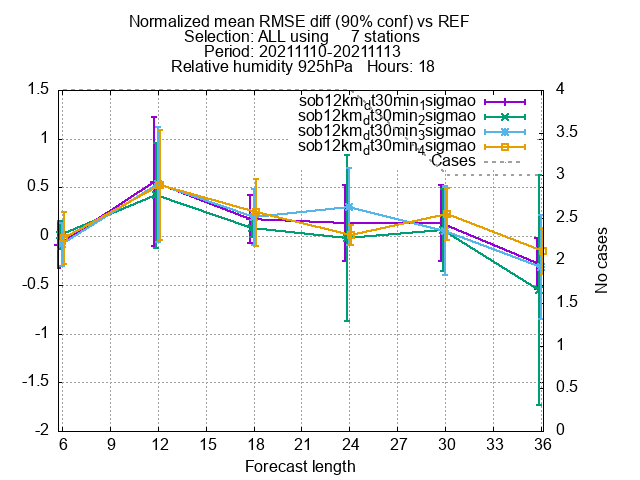 Normalized mean RMSE diff (90% conf) vs REF
Selection: ALL using 7 stations
Period: 20211110-20211113
Relative humidity 925hPa Hours: 18
sob12km_dt30min_1sigmao
sob12km_dt30min_2sigmao
sob12km_dt30min_3sigmao
sob12km_dt30min_4sigmao
Cases
1.5
1
0.5
0
-0.5
-1
-1.5
-2
4
3.5
3
2.5
2
1.5
1
0.5
0
No cases
6 9 12 15 18 21 24 27 30 33 36
Forecast length